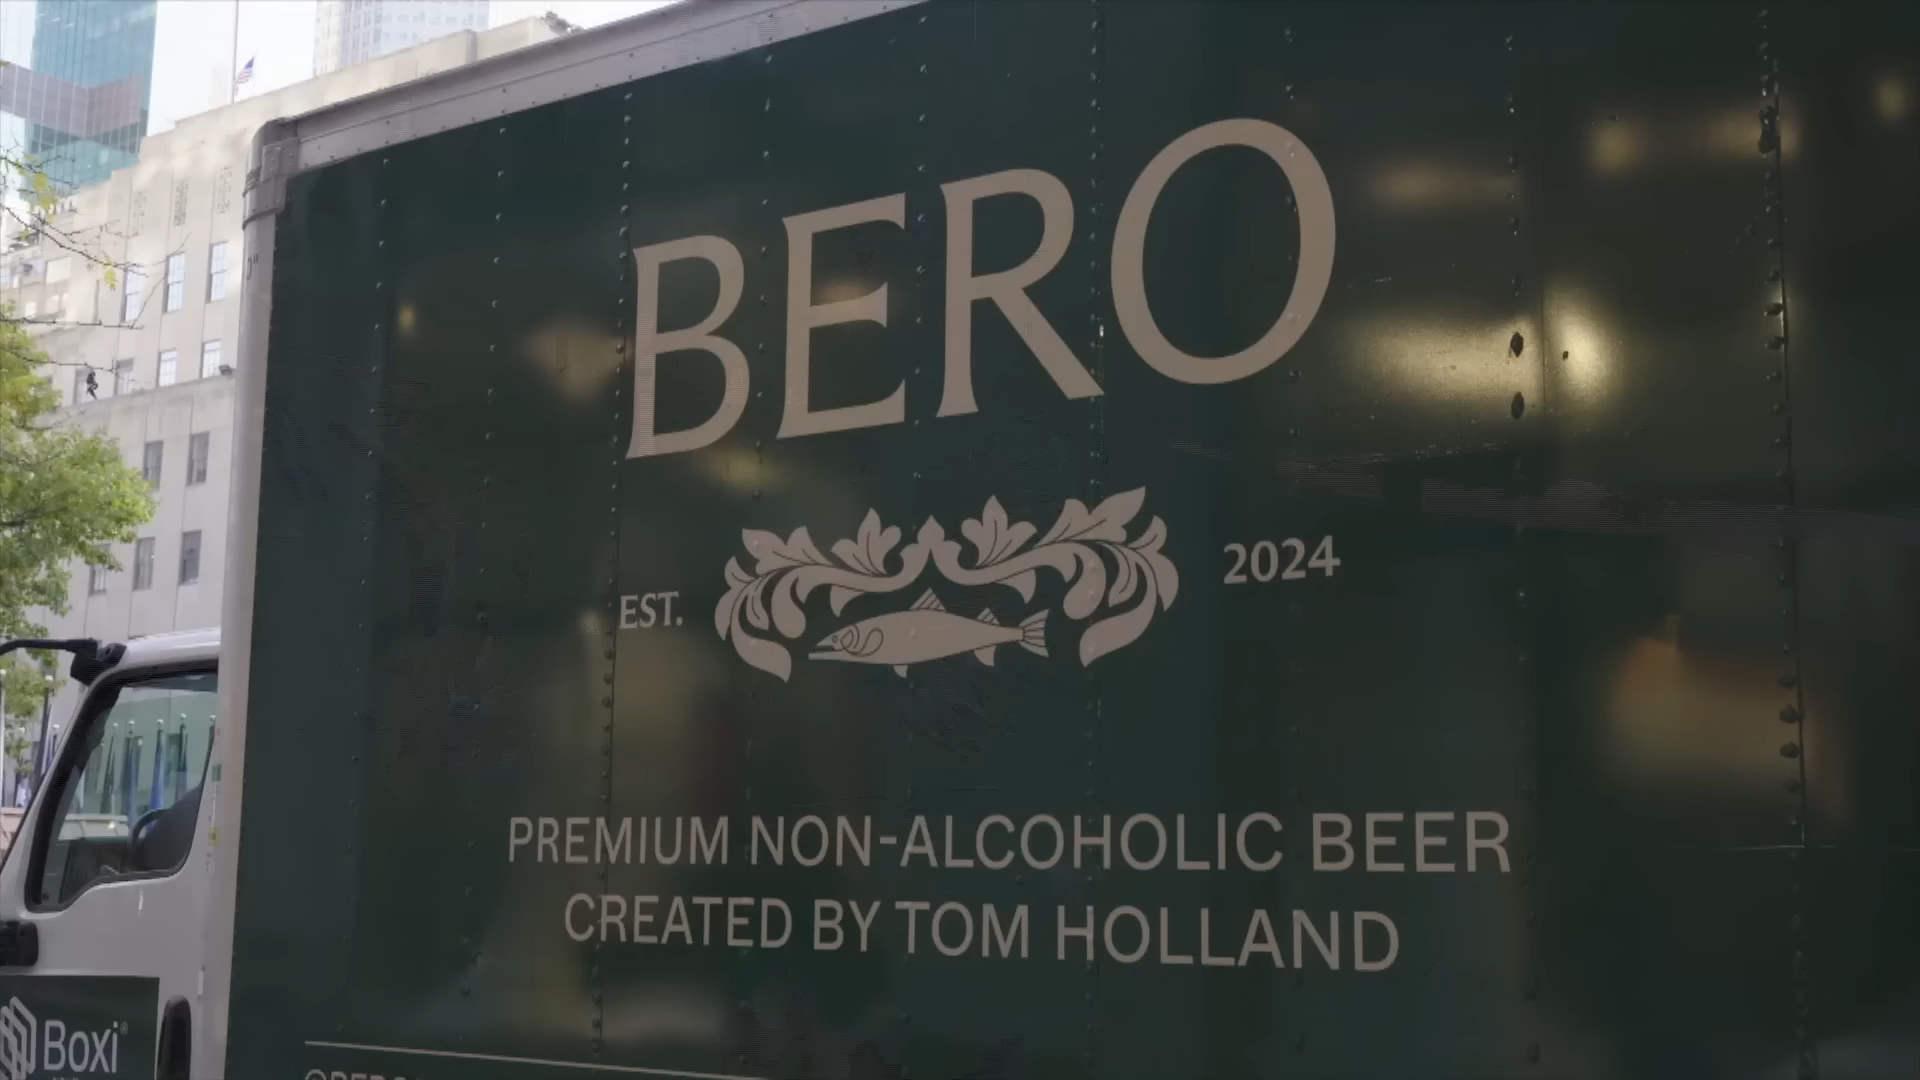 BERO
EST. 2024
PREMIUM NON-ALCOHOLIC BEER
CREATED BY TOM HOLLAND
Boxi®